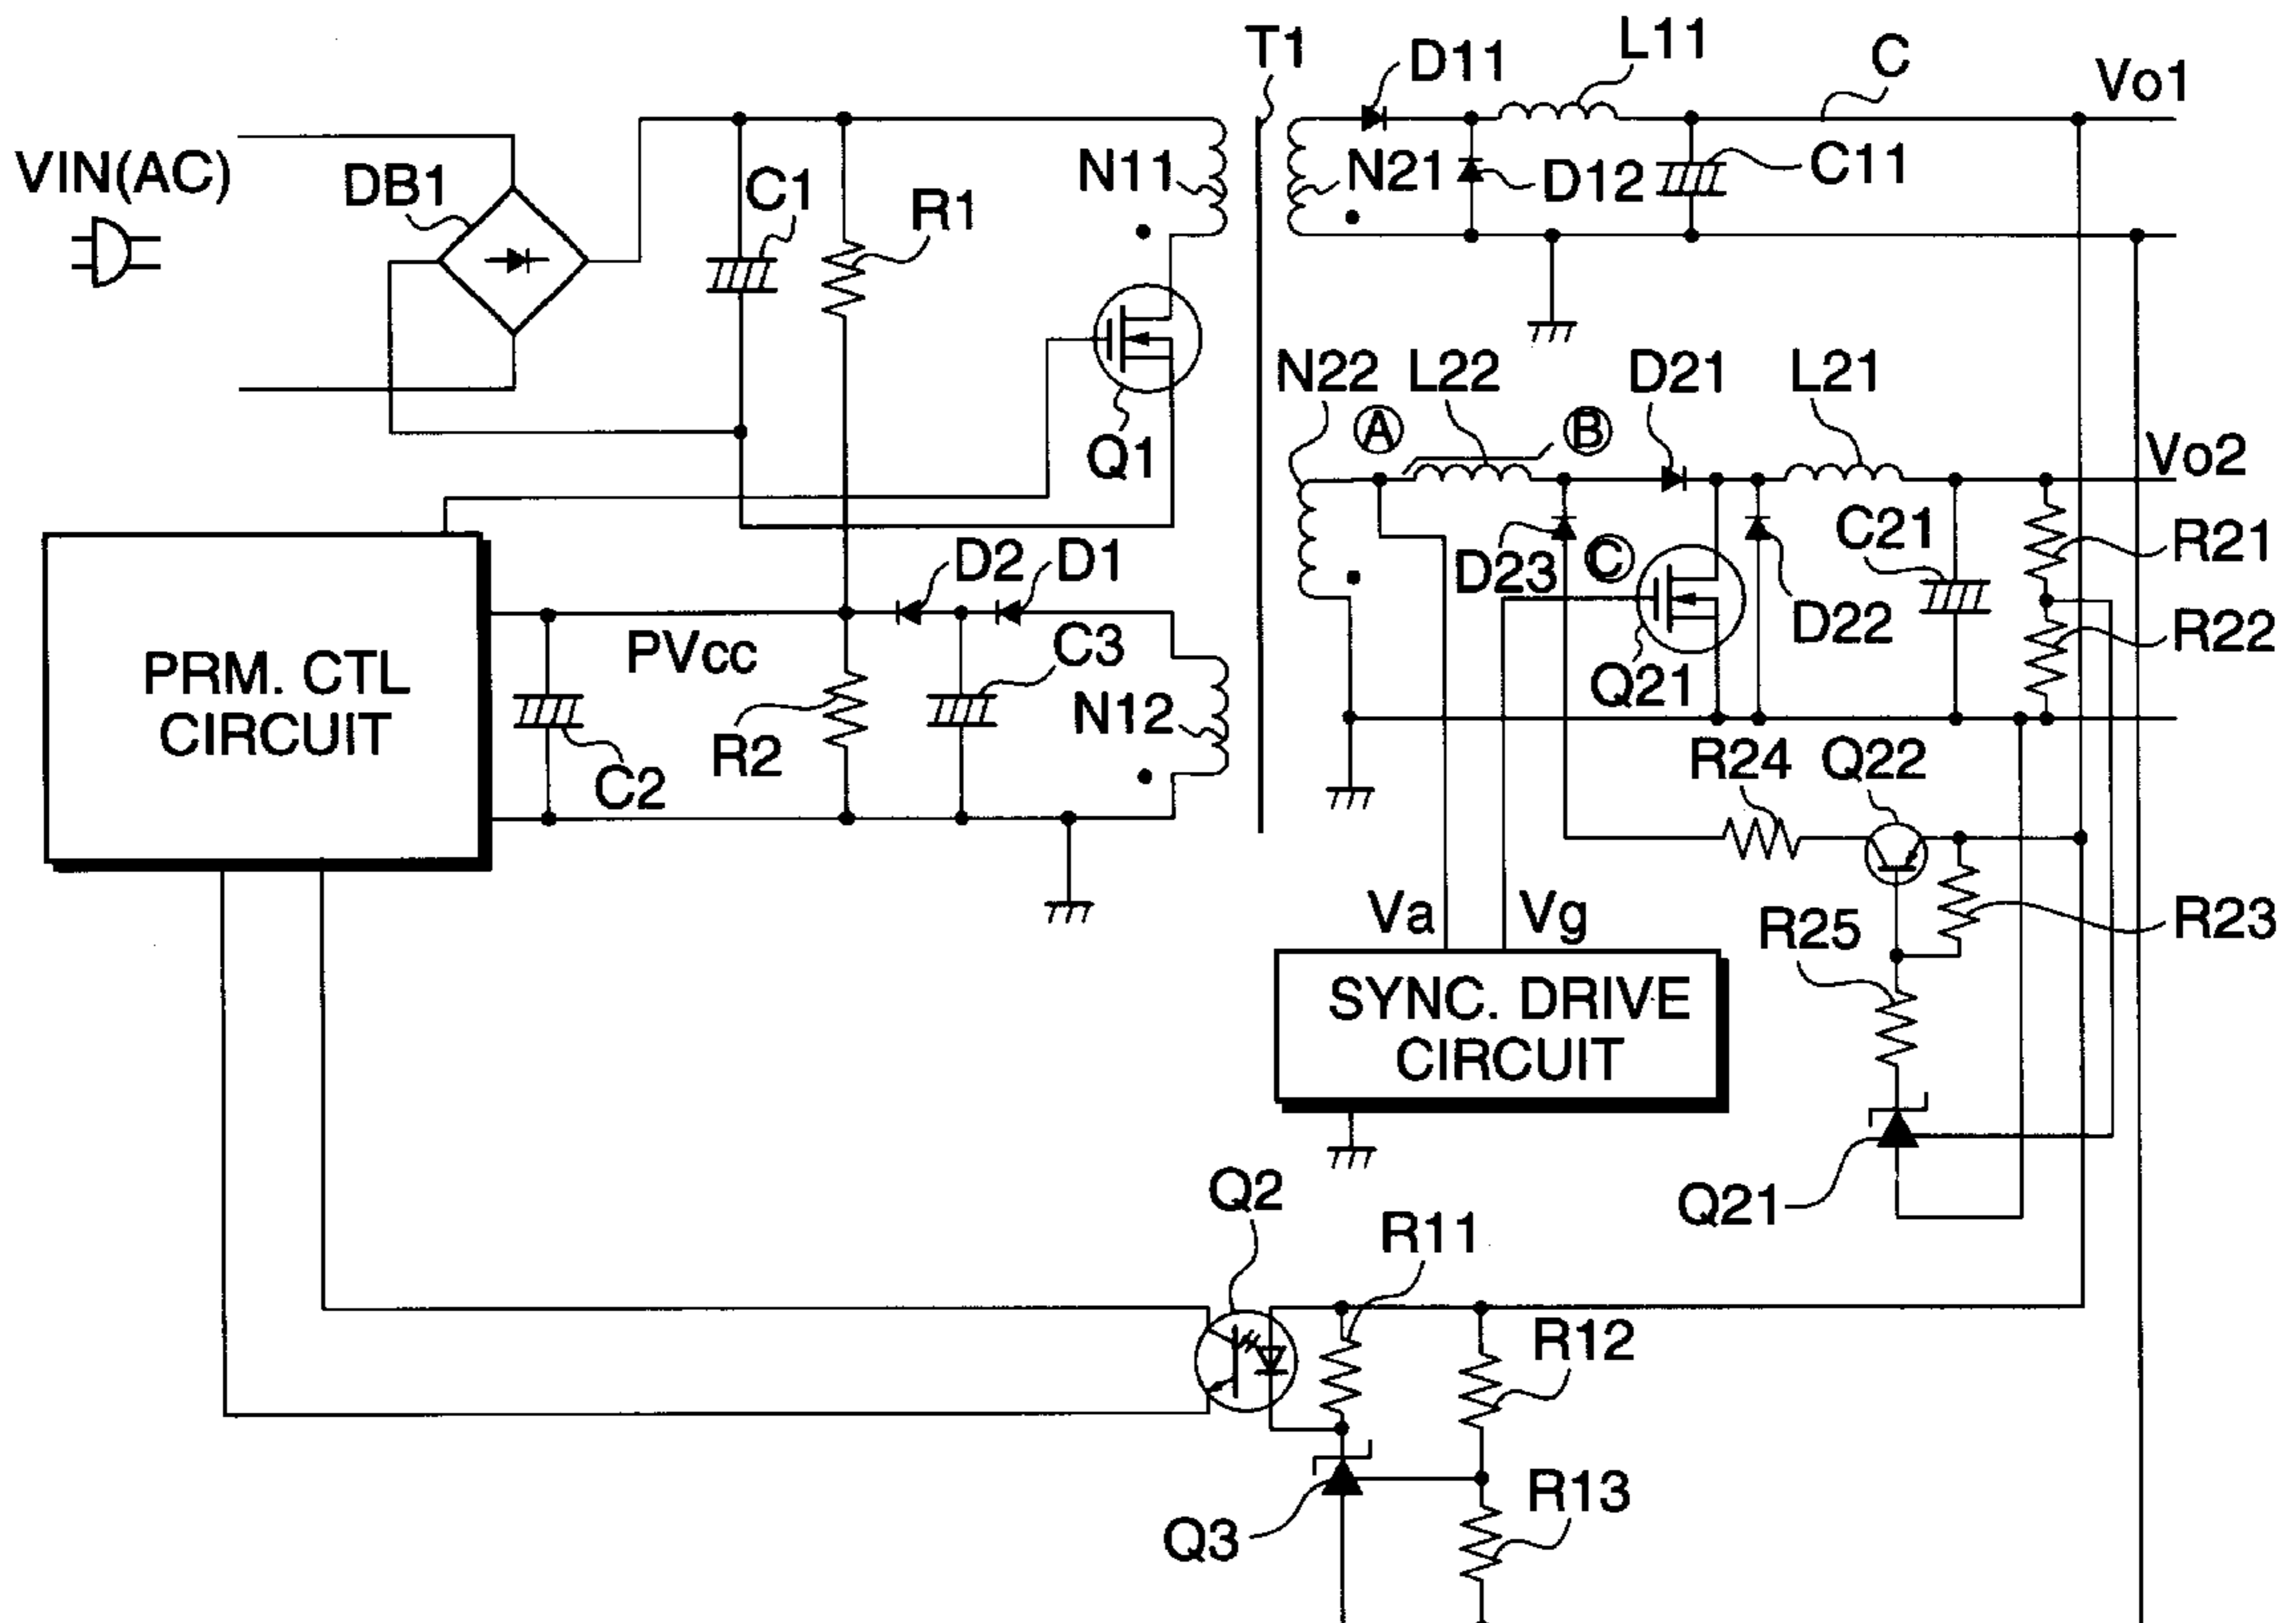 T1
D11
L11
C
Vo1
VIN(AC)
DB1
C1
R1
N11
N21
D12
C11
Q1
N22
L22
D21
L21
A
B
Vo2
D23
C
C21
R21
D22
R22
Q21
D2
D1
PVcc
C3
PRM. CTL
CIRCUIT
R2
N12
C2
R24
Q22
Va
Vg
R25
R23
SYNC. DRIVE
CIRCUIT
Q21
Q2
R11
R12
R13
Q3